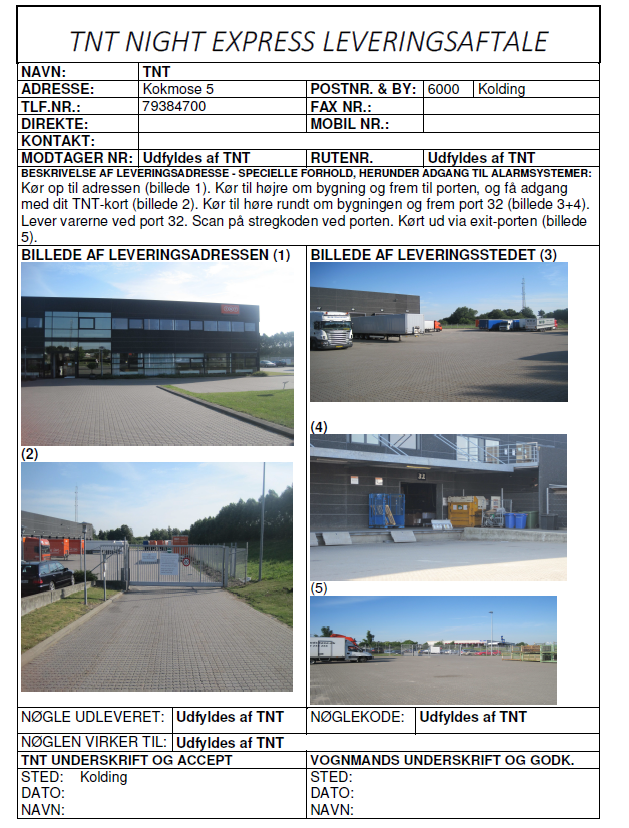 TNT NIGHT EXPRESS LEVERINGSAFTALE
NAVN: TNT
ADRESSE: Kokmose 5 POSTNR. & BY: 6000 Kolding
TLF.NR.: 79384700 FAX NR.:
DIREKTE: MOBIL NR.:
KONTAKT:
MODTAGER NR: Udfyldes af TNT RUTENR. Udfyldes af TNT
BESKRIVELSE AF LEVERINGSADRESSE - SPECIELLE FORHOLD, HERUNDER ADGANG TIL ALARMSYSTEMER:
Kør op til adressen (billede 1). Kør til højre om bygning og frem til porten, og få adgang
med dit TNT-kort (billede 2). Kør til høre rundt om bygningen og frem port 32 (billede 3+4).
Lever varerne ved port 32. Scan på stregkoden ved porten. Kørt ud via exit-porten (billede
5).
BILLEDE AF LEVERINGSADRESSEN (1) BILLEDE AF LEVERINGSSTEDET (3)
(4)
32
(2)
(5)
NØGLE UDLEVERET: Udfyldes af TNT NØGLEKODE: Udfyldes af TNT
NØGLEN VIRKER TIL: Udfyldes af TNT
TNT UNDERSKRIFT OG ACCEPT VOGNMANDS UNDERSKRIFT OG GODK.
STED: Kolding STED:
DATO: DATO:
NAVN: NAVN: